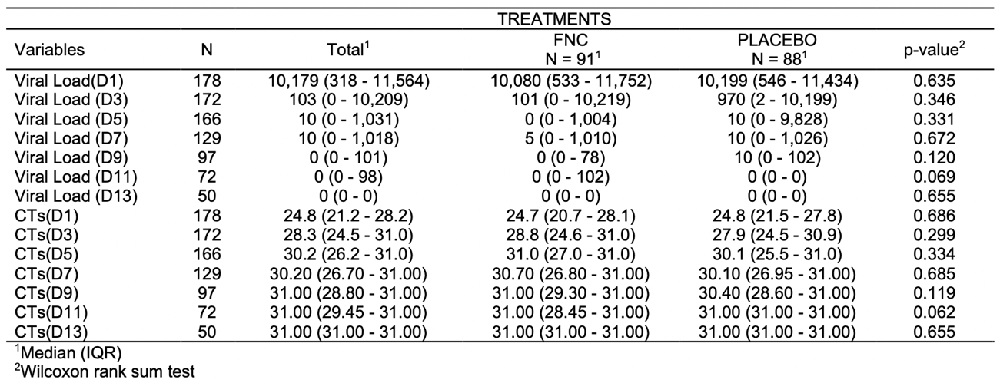 TREATMENTS
Variables N Total1 FNC N = 911 PLACEBO N = 881 p-value2
Viral Load(D1) 178 10,179 (318 - 11,564) 10,080 (533 - 11,752) 10,199 (546 - 11,434) 0.635
Viral Load (D3) 172 103 (0 - 10,209) 101 (0 - 10,219) 970 (2 - 10,199) 0.346
Viral Load (D5) 166 10 (0 - 1,031) 0 (0 - 1,004) 10 (0 - 9,828) 0.331
Viral Load (D7) 129 10 (0 - 1,018) 5 (0 - 1,010) 10 (0 - 1,026) 0.672
Viral Load (D9) 97 0 (0 - 101) 0 (0 - 78) 10 (0 - 102) 0.120
Viral Load (D11) 72 0 (0 - 98) 0 (0 - 102) 0 (0 - 0) 0.069
Viral Load (D13) 50 0 (0 - 0) 0 (0 - 0) 0 (0 - 0) 0.655
CTs(D1) 178 24.8 (21.2 - 28.2) 24.7 (20.7 - 28.1) 24.8 (21.5 - 27.8) 0.686
CTs(D3) 172 28.3 (24.5 - 31.0) 28.8 (24.6 - 31.0) 27.9 (24.5 - 30.9) 0.299
CTs(D5) 166 30.2 (26.2 - 31.0) 31.0 (27.0 - 31.0) 30.1 (25.5 - 31.0) 0.334
CTs(D7) 129 30.20 (26.70 - 31.00) 30.70 (26.80 - 31.00) 30.10 (26.95 - 31.00) 0.685
CTs(D9) 97 31.00 (28.80 - 31.00) 31.00 (29.30 - 31.00) 30.40 (28.60 - 31.00) 0.119
CTs(D11) 72 31.00 (29.45 - 31.00) 31.00 (28.45 - 31.00) 31.00 (31.00 - 31.00) 0.062
CTs(D13) 50 31.00 (31.00 - 31.00) 31.00 (31.00 - 31.00) 31.00 (31.00 - 31.00) 0.655
1Median (IQR)
2Wilcoxon rank sum test